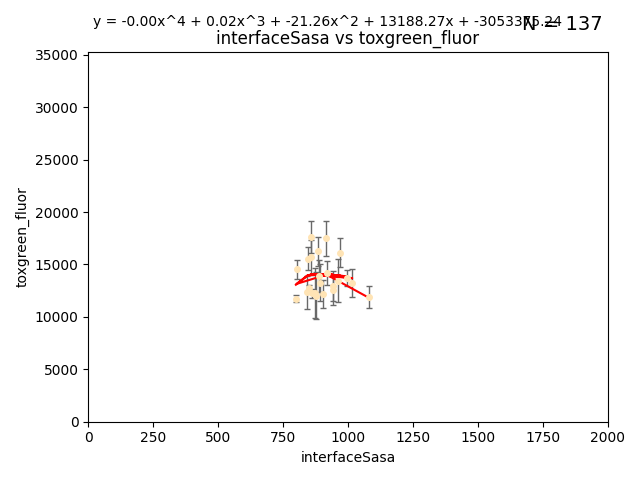 y = -0.00x^4 + 0.02x^3 + -21.26x^2 + 13188.27x + -3053375.24
N = 137
interfaceSasa vs toxgreen_fluor
35000
30000
25000
20000
15000
10000
5000
0
toxgreen_fluor
0 250 500 750 1000 1250 1500 1750 2000
interfaceSasa